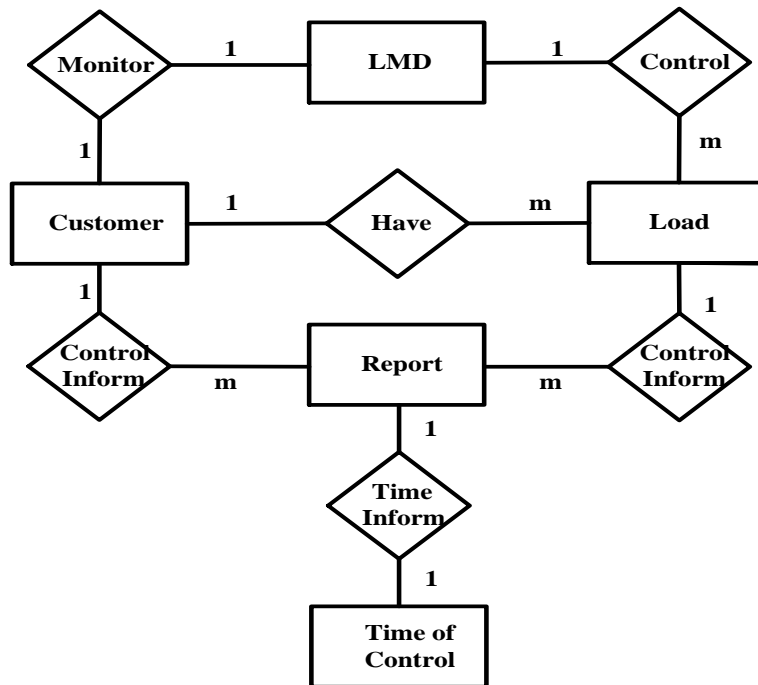 Monitor
1
LMD
1
Control
1
m
Customer
1
Have
m
Load
1
1
Control
Inform
m
Report
m
Control
Inform
1
Time
Inform
1
Time of
Control